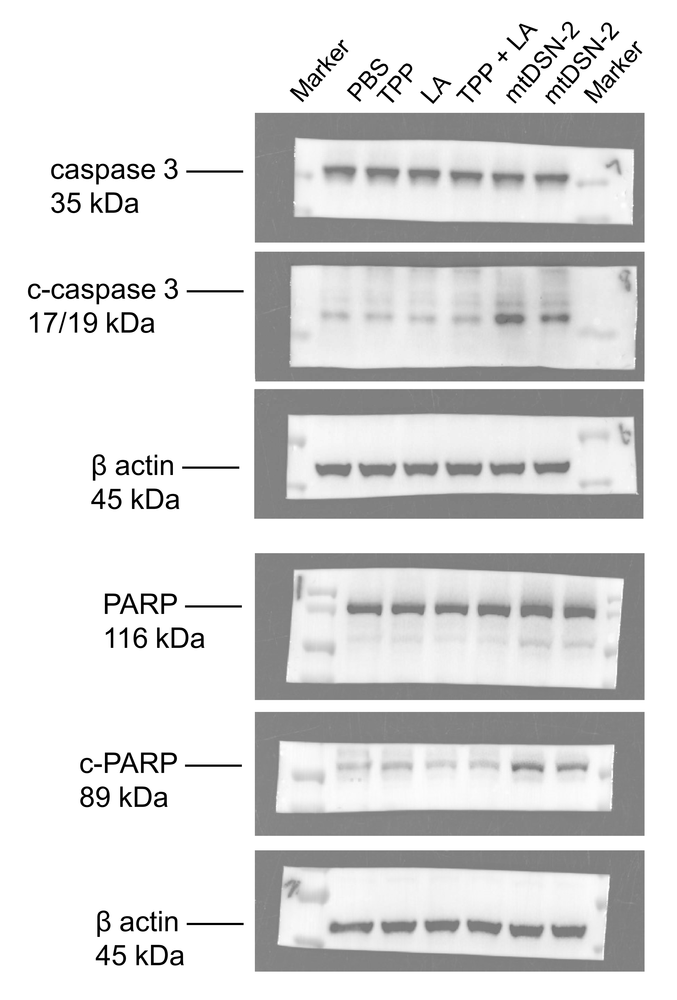 Marker
PBS
TPP
LA
TPP + LA
mtDSN-2
mtDSN-2
Marker
caspase 3
35 kDa
c-caspase 3
17/19 kDa
β actin
45 kDa
PARP
116 kDa
c-PARP
89 kDa
β actin
45 kDa